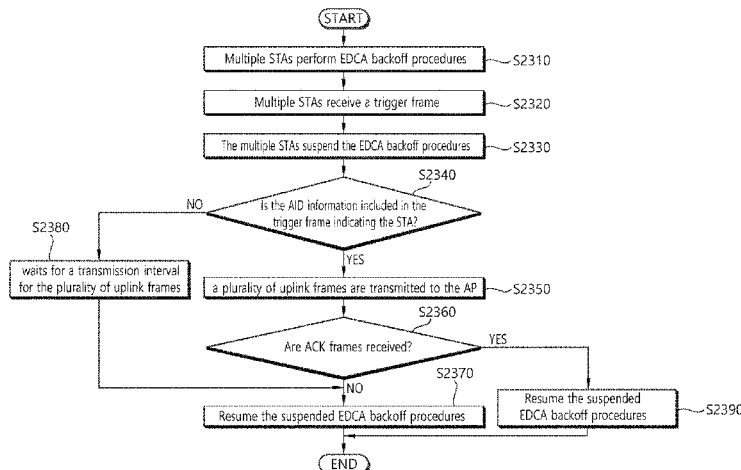 START
Multiple STAs perform EDCA backoff procedures
S2310
Multiple STAs receive a trigger frame
S2320
The multiple STAs suspend the EDCA backoff procedures
S2330
S2340
Is the AID information included in the
trigger frame indicating the STA?
NO
YES
S2380
waits for a transmission interval
for the plurality of uplink frames
a plurality of uplink frames are transmitted to the AP
S2350
S2360
Are ACK frames received?
YES
NO
S2370
Resume the suspended EDCA backoff procedures
Resume the suspended
EDCA backoff procedures
S2390
END